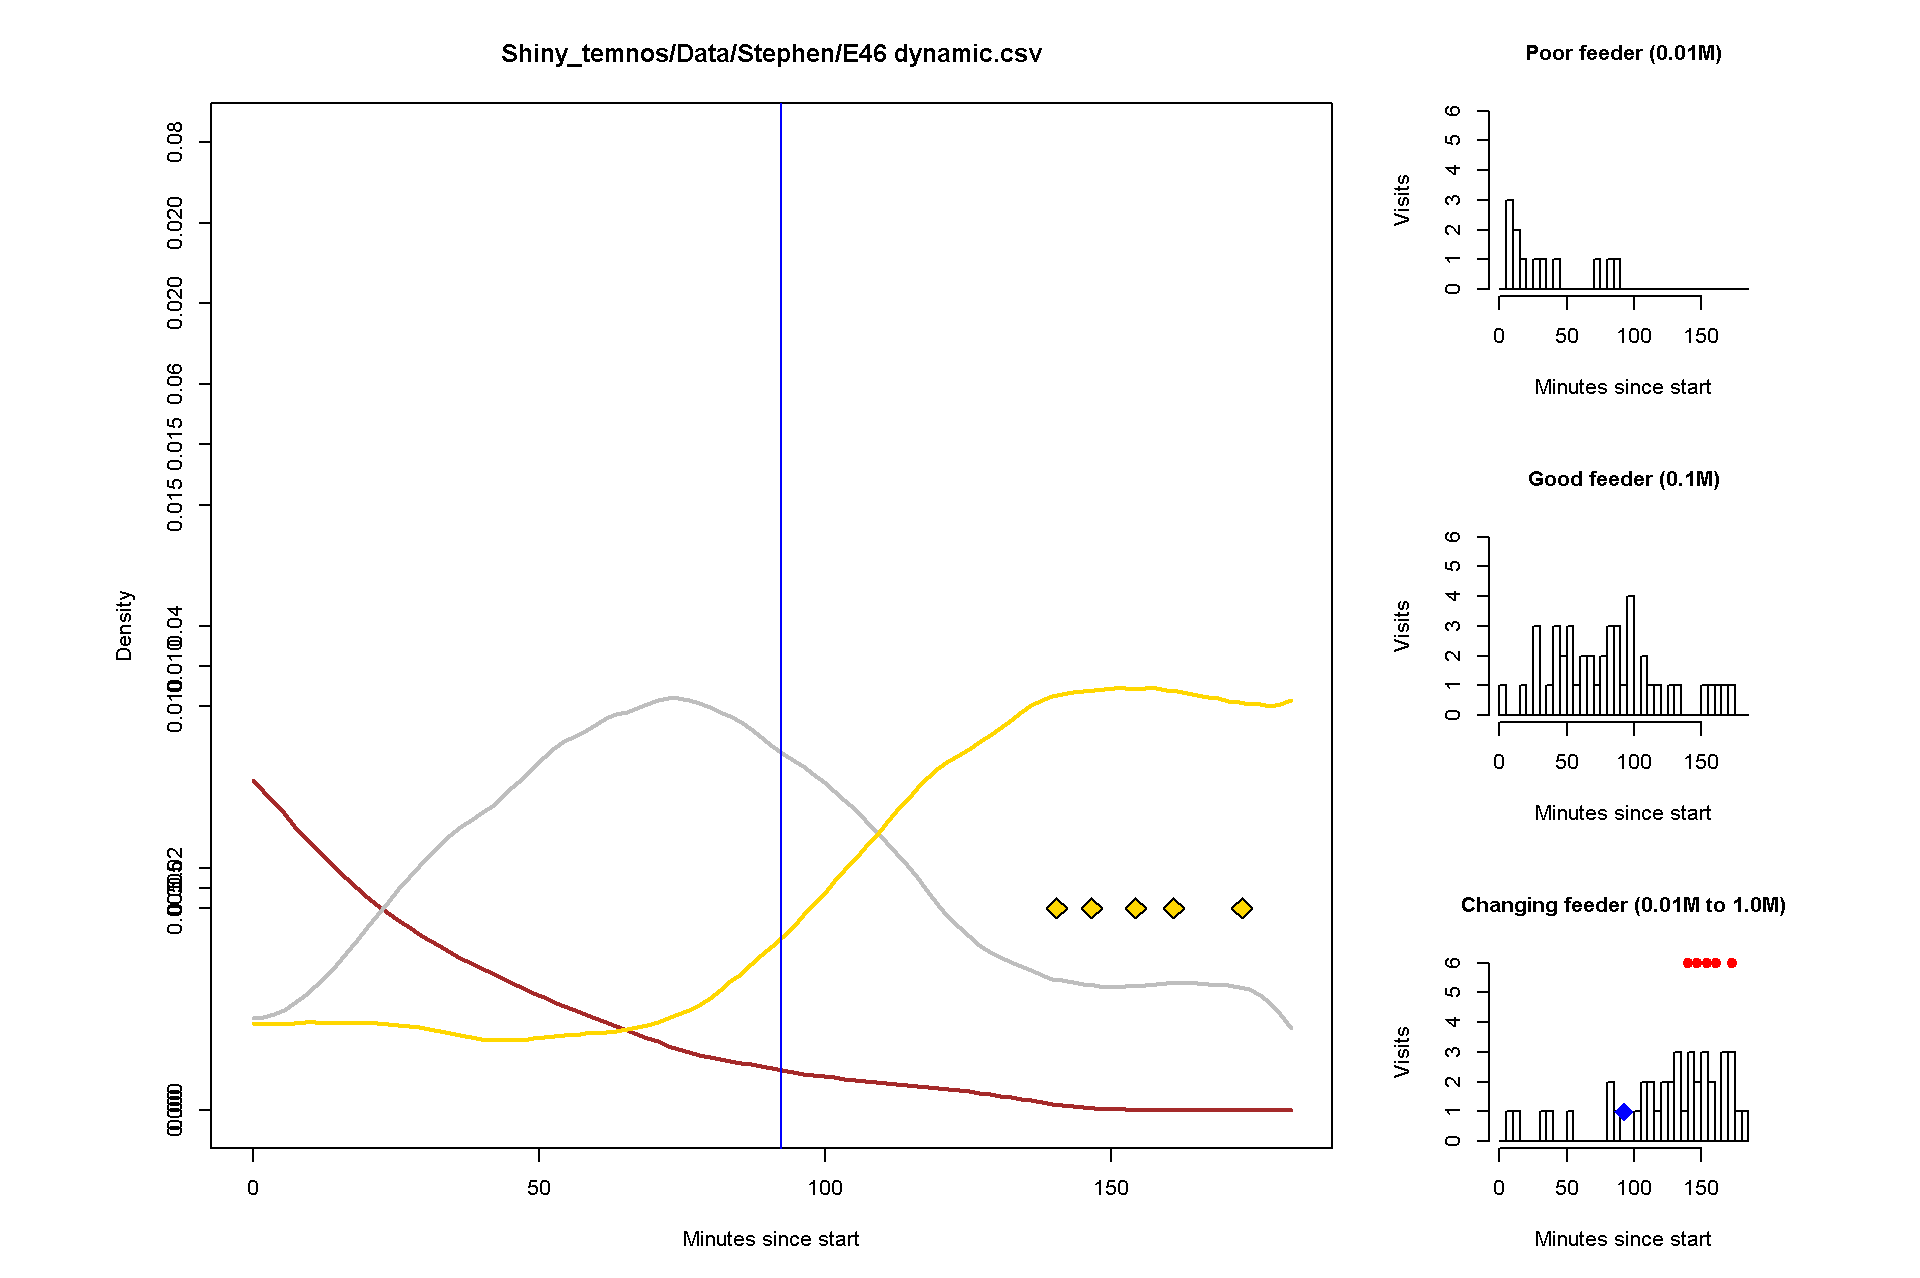 Shiny_temnos/Data/Stephen/E46 dynamic.csv
Density
0.08
0.020
0.020
0.06
0.015
0.015
0.04
0.010
0.010
0 50 100 150
Minutes since start
Poor feeder (0.01M)
Visits
6
5
4
3
2
1
0
0 50 100 150
Minutes since start
Good feeder (0.1M)
Visits
6
5
4
3
2
1
0
0 50 100 150
Minutes since start
Changing feeder (0.01M to 1.0M)
Visits
6
5
4
3
2
1
0
0 50 100 150
Minutes since start